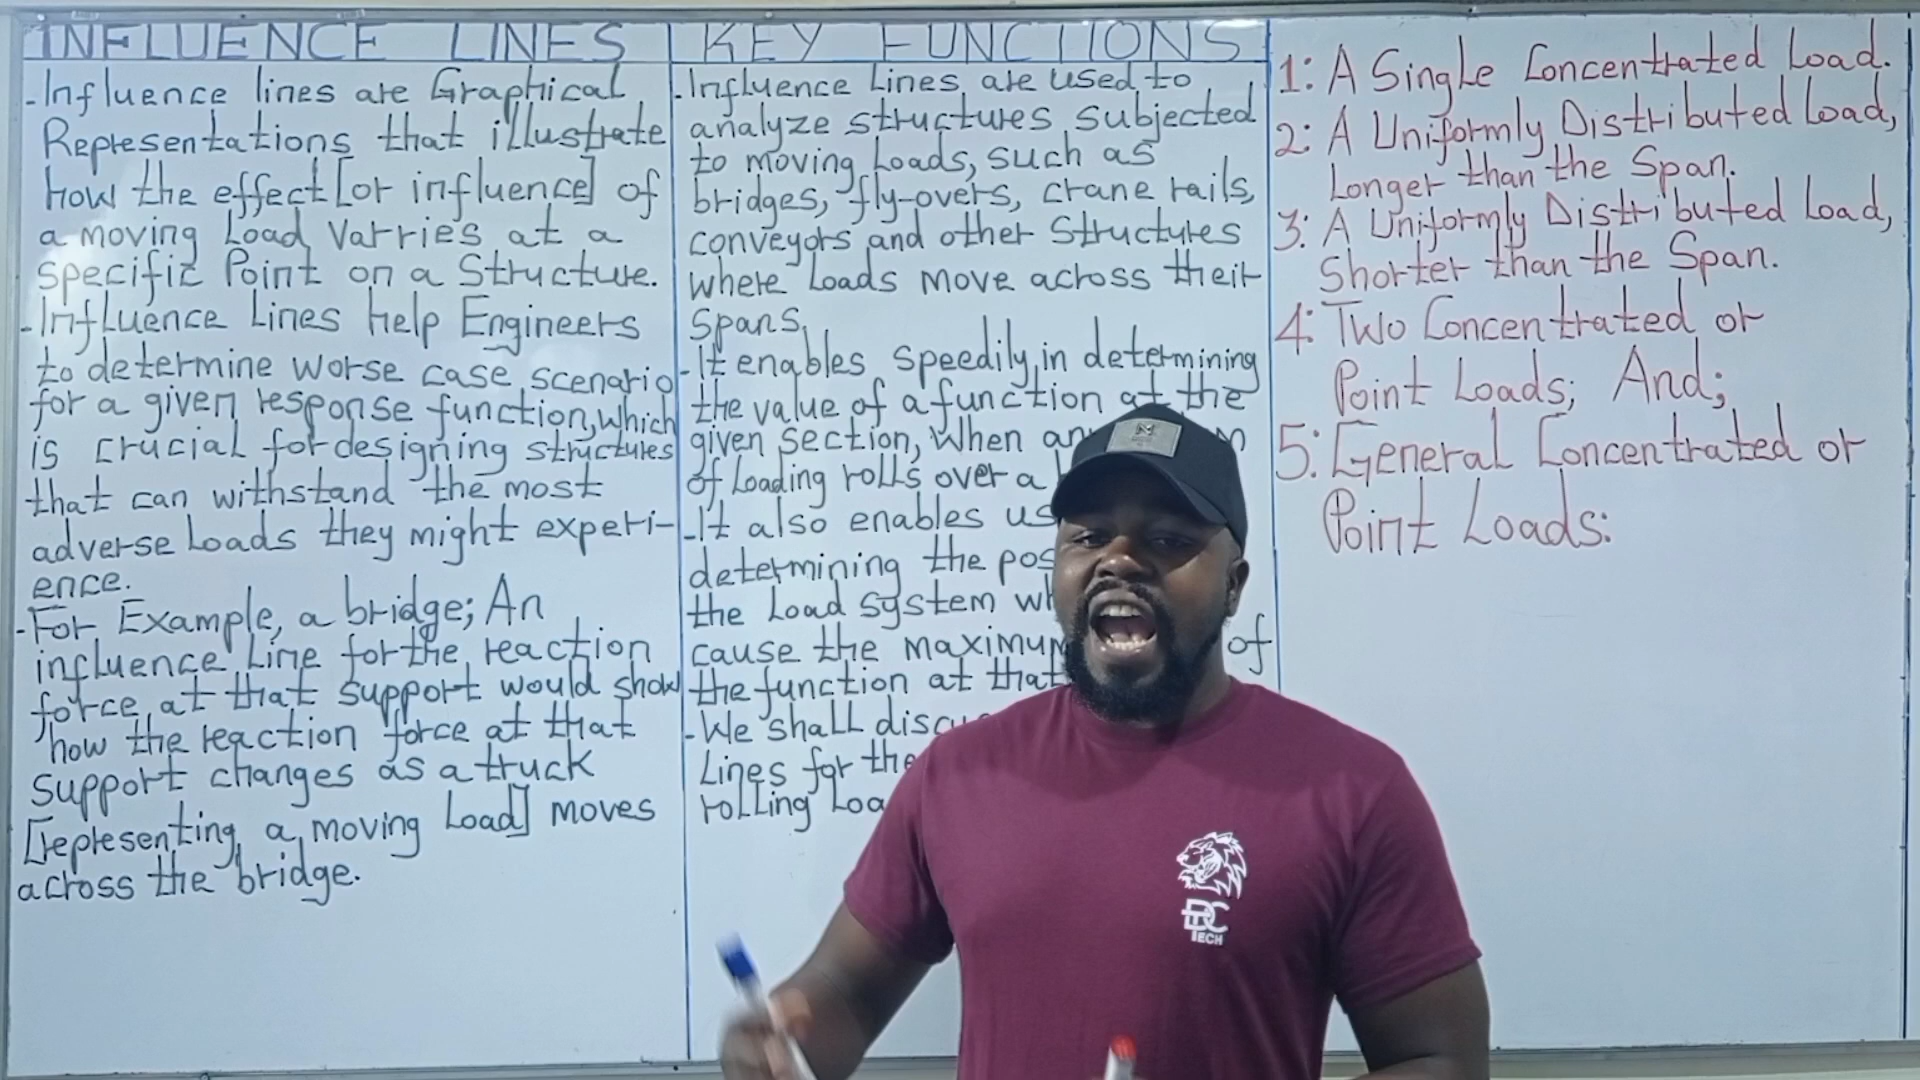 INFLUENCE LINES
- Influence lines are Graphical
Representations that illustrate
how the effect [or influence] of
a moving Load Varries at a
specific Point on a Structure.
- Influence Lines help Engineers
to determine worse case scenario
for a given response function, which
is crucial for designing structures
that can withstand the most
adverse Loads they might experi-
ence.
- For Example, a bridge; An
influence Line for the reaction
force at that support would show
how the reaction force at that
support changes as a truck
[representing a moving Load] moves
across the bridge.
KEY FUNCTIONS
- Influence Lines are used to
analyze structures subjected
to moving Loads, such as
bridges, fly-overs, crane rails,
conveyors and other Structures
where Loads move across their
Spans.
- It enables speedily in determining
the value of a function at the
given section, When
of Loading rolls over a
- It also enables us
determining the
the Load system
cause the of
the function at that
- We shall
Lines for the
rolling
1: A Single Concentrated Load.
2: A Uniformly Distributed Load,
Longer than the Span.
3: A Uniformly Distributed Load,
Shorter than the Span.
4: Two Concentrated or
Point Loads; And;
5: General Concentrated or
Point Loads:
M
DC
TECH